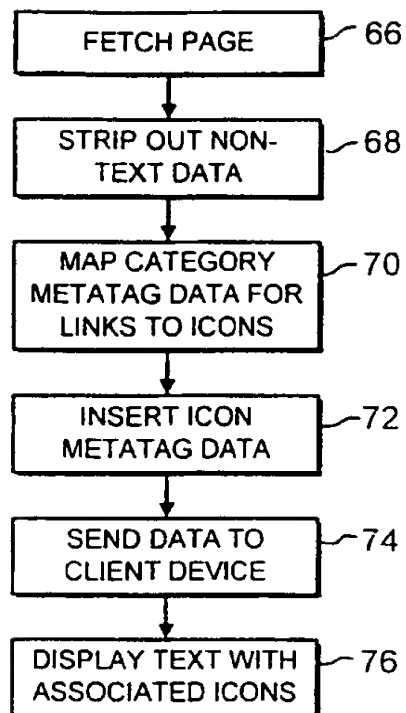 FETCH PAGE
66
STRIP OUT NON-
TEXT DATA
68
MAP CATEGORY
METATAG DATA FOR
LINKS TO ICONS
70
INSERT ICON
METATAG DATA
72
SEND DATA TO
CLIENT DEVICE
74
DISPLAY TEXT WITH
ASSOCIATED ICONS
76